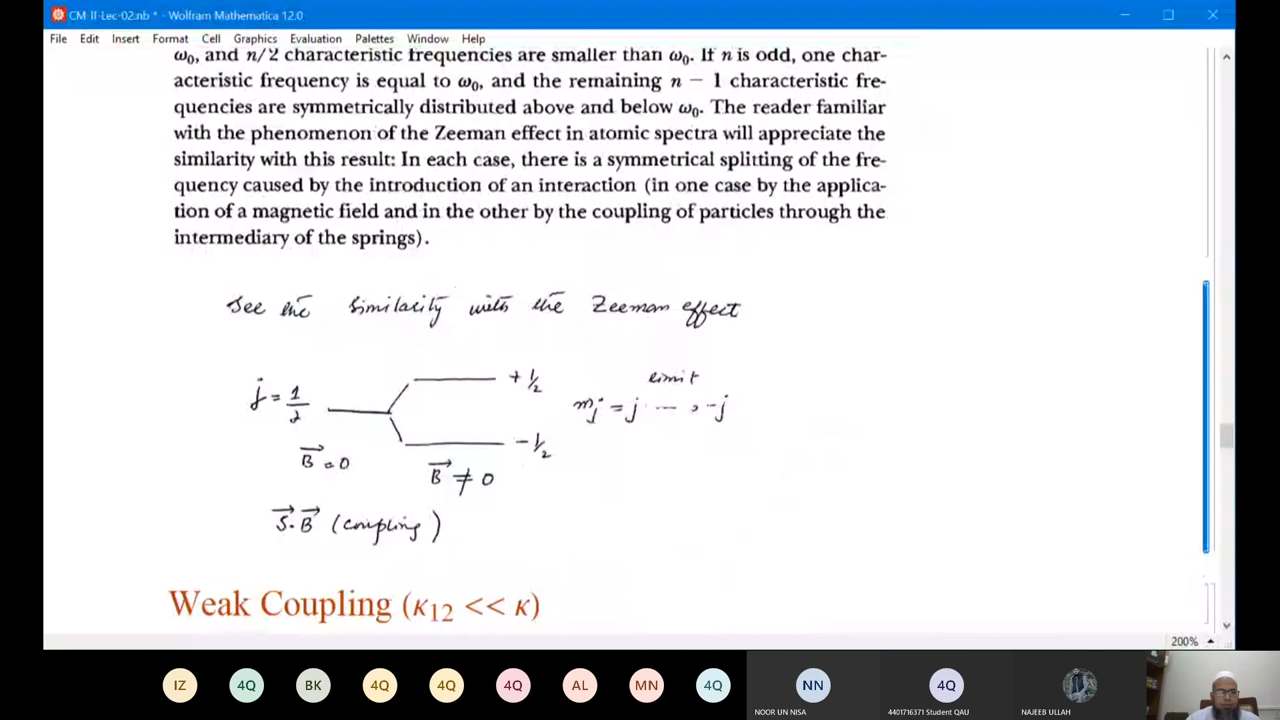 CM-II-Lec-02.nb * - Wolfram Mathematica 12.0
File Edit Insert Format Cell Graphics Evaluation Palettes Window Help
ω₀, and n/2 characteristic frequencies are smaller than ω₀. If n is odd, one char-
acteristic frequency is equal to ω₀, and the remaining n − 1 characteristic fre-
quencies are symmetrically distributed above and below ω₀. The reader familiar
with the phenomenon of the Zeeman effect in atomic spectra will appreciate the
similarity with this result: In each case, there is a symmetrical splitting of the fre-
quency caused by the introduction of an interaction (in one case by the applica-
tion of a magnetic field and in the other by the coupling of particles through the
intermediary of the springs).
See the similarity with the Zeeman effect
+ 1/2
limit
j = 1/2
mj = j ---, -j
- 1/2
B⃗ = 0
B⃗ ≠ 0
S⃗.B⃗ (coupling)
Weak Coupling (κ₁₂ << κ)
200%
IZ 4Q BK 4Q 4Q 4Q AL MN 4Q NN 4Q
NOOR UN NISA 4401716371 Student QAU NAJEEB ULLAH